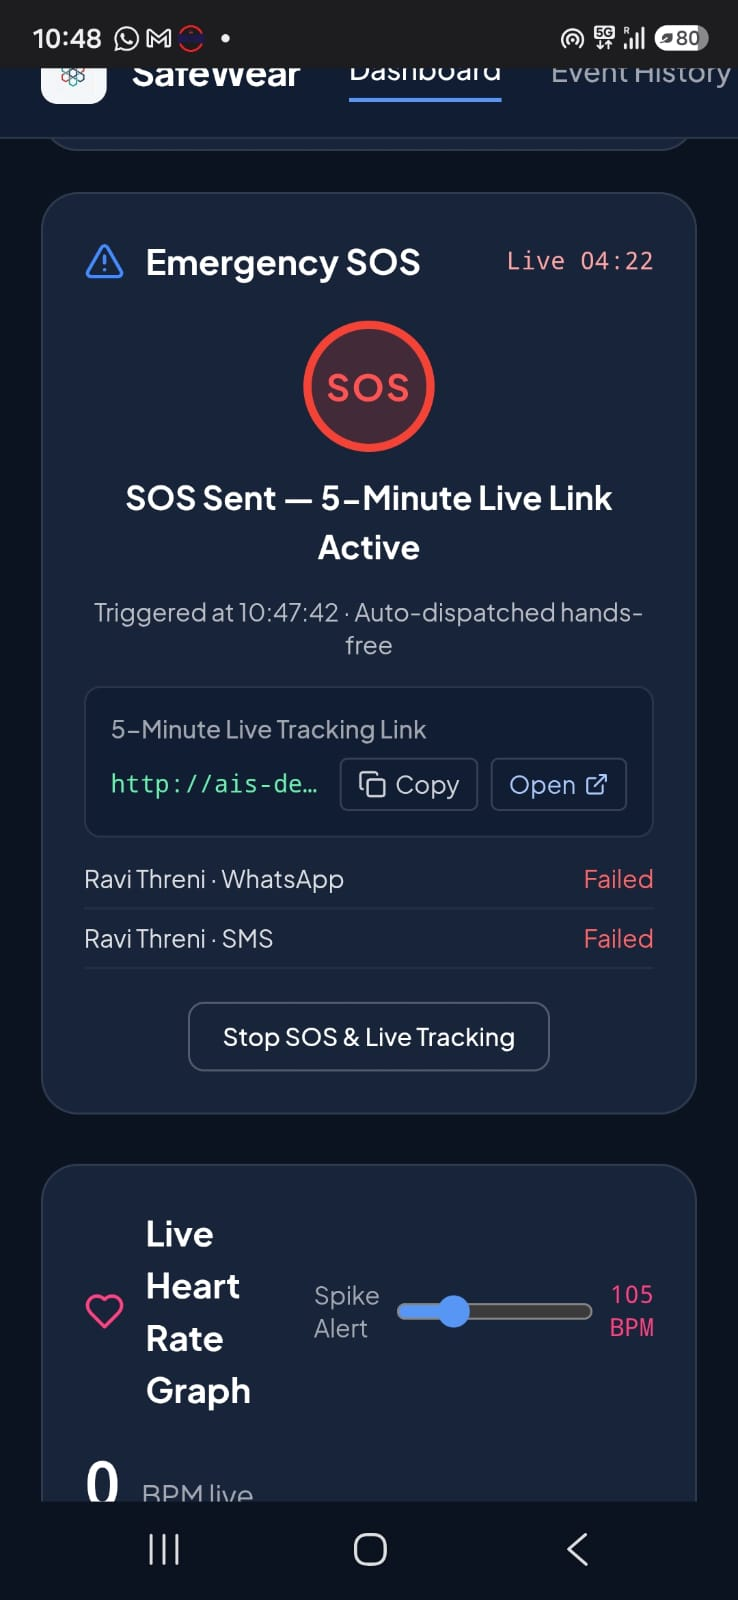 10:48
5G
R
80
SafeWear
Dashboard
Event History
Emergency SOS
Live 04:22
SOS
SOS Sent — 5-Minute Live Link
Active
Triggered at 10:47:42 · Auto-dispatched hands-
free
5-Minute Live Tracking Link
http://ais-de…
Copy
Open
Ravi Threni · WhatsApp
Failed
Ravi Threni · SMS
Failed
Stop SOS & Live Tracking
Live
Heart
Rate
Graph
Spike
Alert
105
BPM
0
BPM live